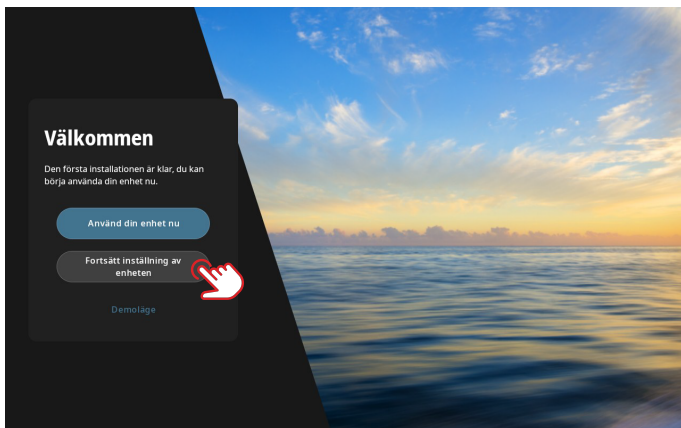 Välkommen
Den första installationen är klar, du kan
börja använda din enhet nu.
Använd din enhet nu
Fortsätt inställning av
enheten
Demoläge